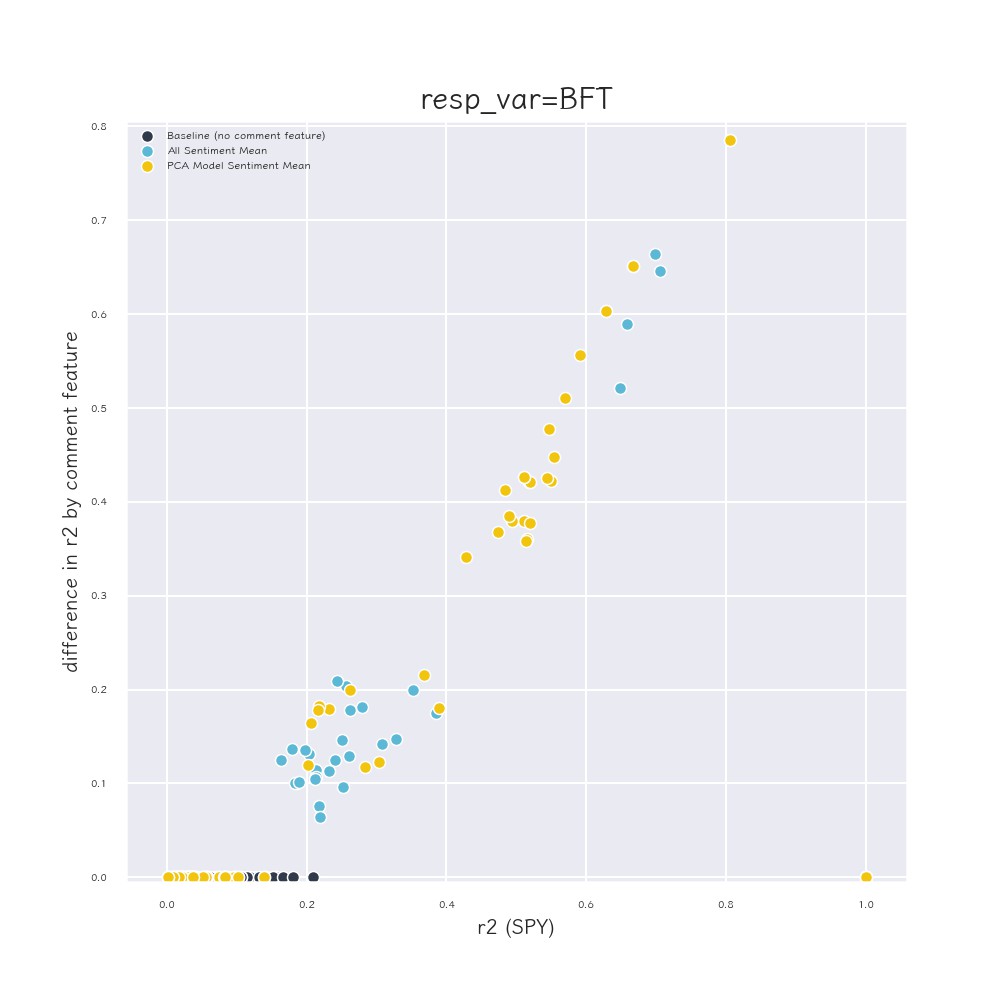 resp_var=BFT
Baseline (no comment feature)
All Sentiment Mean
PCA Model Sentiment Mean
0.8
0.7
0.6
0.5
0.4
0.3
0.2
0.1
0.0
difference in r2 by comment feature
0.0 0.2 0.4 0.6 0.8 1.0
r2 (SPY)